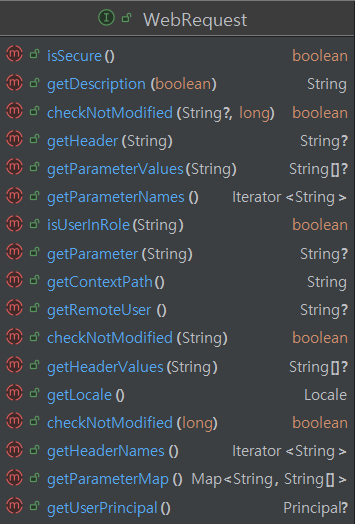 WebRequest
isSecure() boolean
getDescription(boolean) String
checkNotModified(String?, long) boolean
getHeader(String) String?
getParameterValues(String) String[]?
getParameterNames() Iterator<String>
isUserInRole(String) boolean
getParameter(String) String?
getContextPath() String
getRemoteUser() String?
checkNotModified(String) boolean
getHeaderValues(String) String[]?
getLocale() Locale
checkNotModified(long) boolean
getHeaderNames() Iterator<String>
getParameterMap() Map<String, String[]>
getUserPrincipal() Principal?